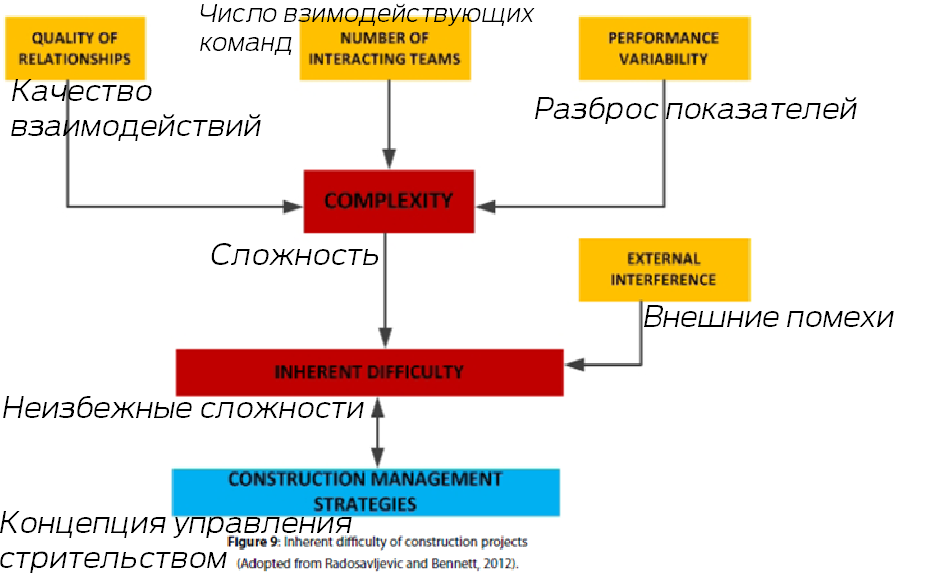 Число взимодействующих
команд
QUALITY OF
RELATIONSHIPS
NUMBER OF
INTERACTING TEAMS
PERFORMANCE
VARIABILITY
Качество
взаимодействий
Разброс показателей
COMPLEXITY
Сложность
EXTERNAL
INTERFERENCE
Внешние помехи
INHERENT DIFFICULTY
Неизбежные сложности
CONSTRUCTION MANAGEMENT
STRATEGIES
Концепция управления
стрительством
Figure 9: Inherent difficulty of construction projects
(Adopted from Radosavljevic and Bennett, 2012).